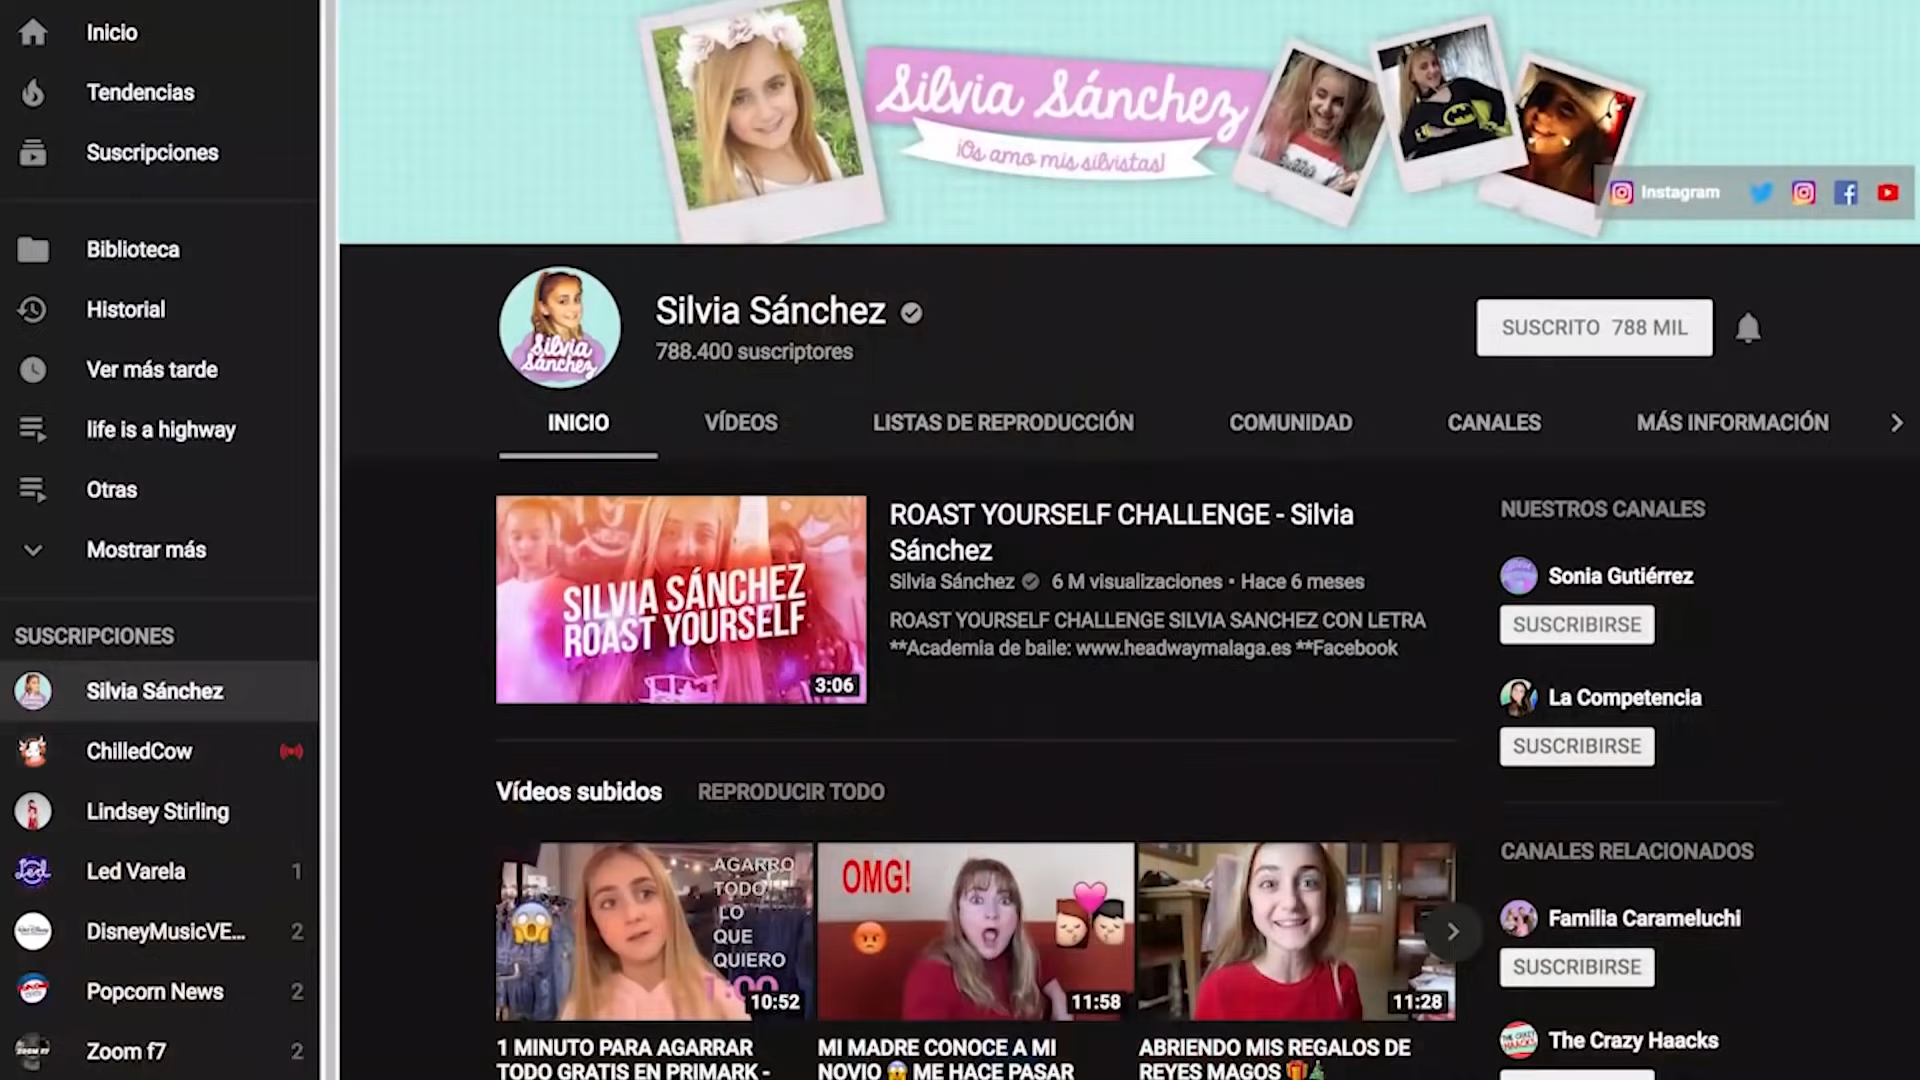 Inicio
Tendencias
Suscripciones
Biblioteca
Historial
Ver más tarde
life is a highway
Otras
Mostrar más
SUSCRIPCIONES
Silvia Sánchez
ChilledCow
Lindsey Stirling
Led Varela 1
DisneyMusicVE... 2
Popcorn News 2
Zoom f7 2
Silvia Sánchez
¡Os amo mis silvistas!
Instagram
Silvia
Sánchez
Silvia Sánchez
788.400 suscriptores
SUSCRITO 788 MIL
INICIO VÍDEOS LISTAS DE REPRODUCCIÓN COMUNIDAD CANALES MÁS INFORMACIÓN
SILVIA SÁNCHEZ
ROAST YOURSELF
3:06
ROAST YOURSELF CHALLENGE - Silvia
Sánchez
Silvia Sánchez 6 M visualizaciones • Hace 6 meses
ROAST YOURSELF CHALLENGE SILVIA SANCHEZ CON LETRA
**Academia de baile: www.headwaymalaga.es **Facebook
Vídeos subidos REPRODUCIR TODO
AGARRO
TODO
LO
QUE
QUIERO
1:00
10:52
OMG!
11:58
11:28
1 MINUTO PARA AGARRAR
TODO GRATIS EN PRIMARK -
MI MADRE CONOCE A MI
NOVIO 😱 ME HACE PASAR
ABRIENDO MIS REGALOS DE
REYES MAGOS 🎁🎄
NUESTROS CANALES
Sonia Gutiérrez
SUSCRIBIRSE
La Competencia
SUSCRIBIRSE
CANALES RELACIONADOS
Familia Carameluchi
SUSCRIBIRSE
The Crazy Haacks